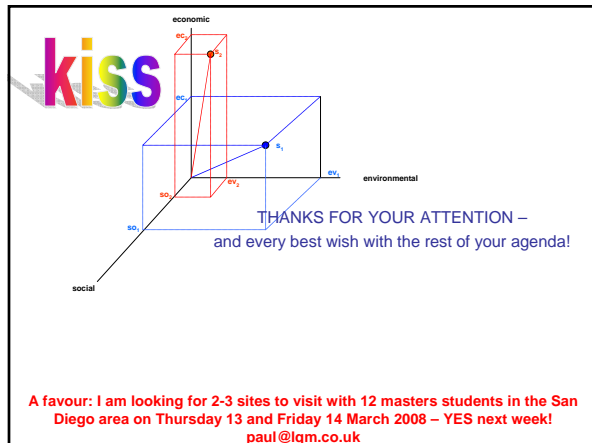 economic
kiss
ec₂
s₂
ec₁
s₁
ev₁
environmental
so₂
ev₂
so₁
THANKS FOR YOUR ATTENTION –
and every best wish with the rest of your agenda!
social
A favour: I am looking for 2-3 sites to visit with 12 masters students in the San
Diego area on Thursday 13 and Friday 14 March 2008 – YES next week!
paul@lqm.co.uk